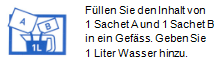 A
B
1L
Füllen Sie den Inhalt von
1 Sachet A und 1 Sachet B
in ein Gefäss. Geben Sie
1 Liter Wasser hinzu.